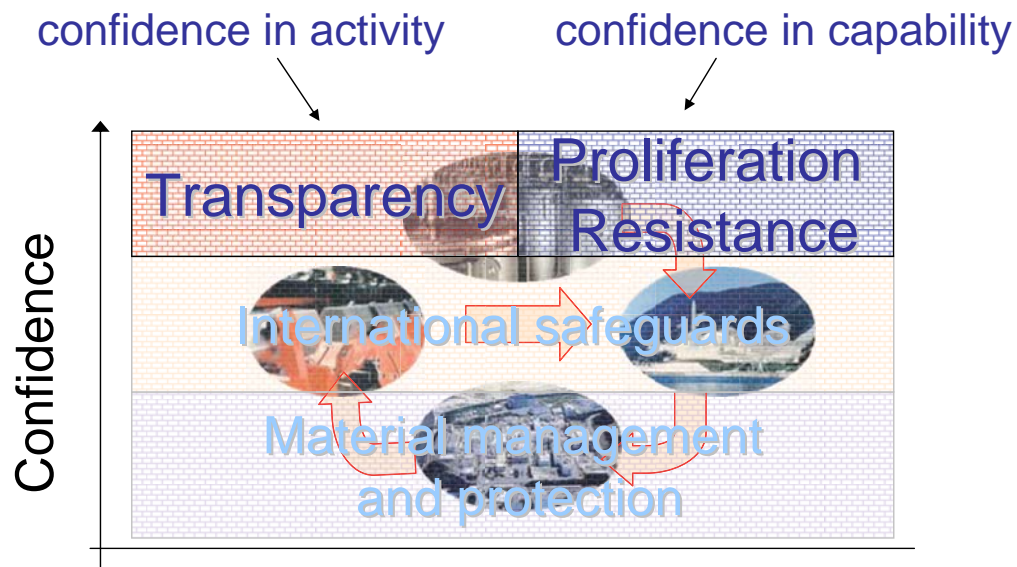 confidence in activity
confidence in capability
Transparency
Proliferation
Resistance
Confidence
International safeguards
Material management
and protection